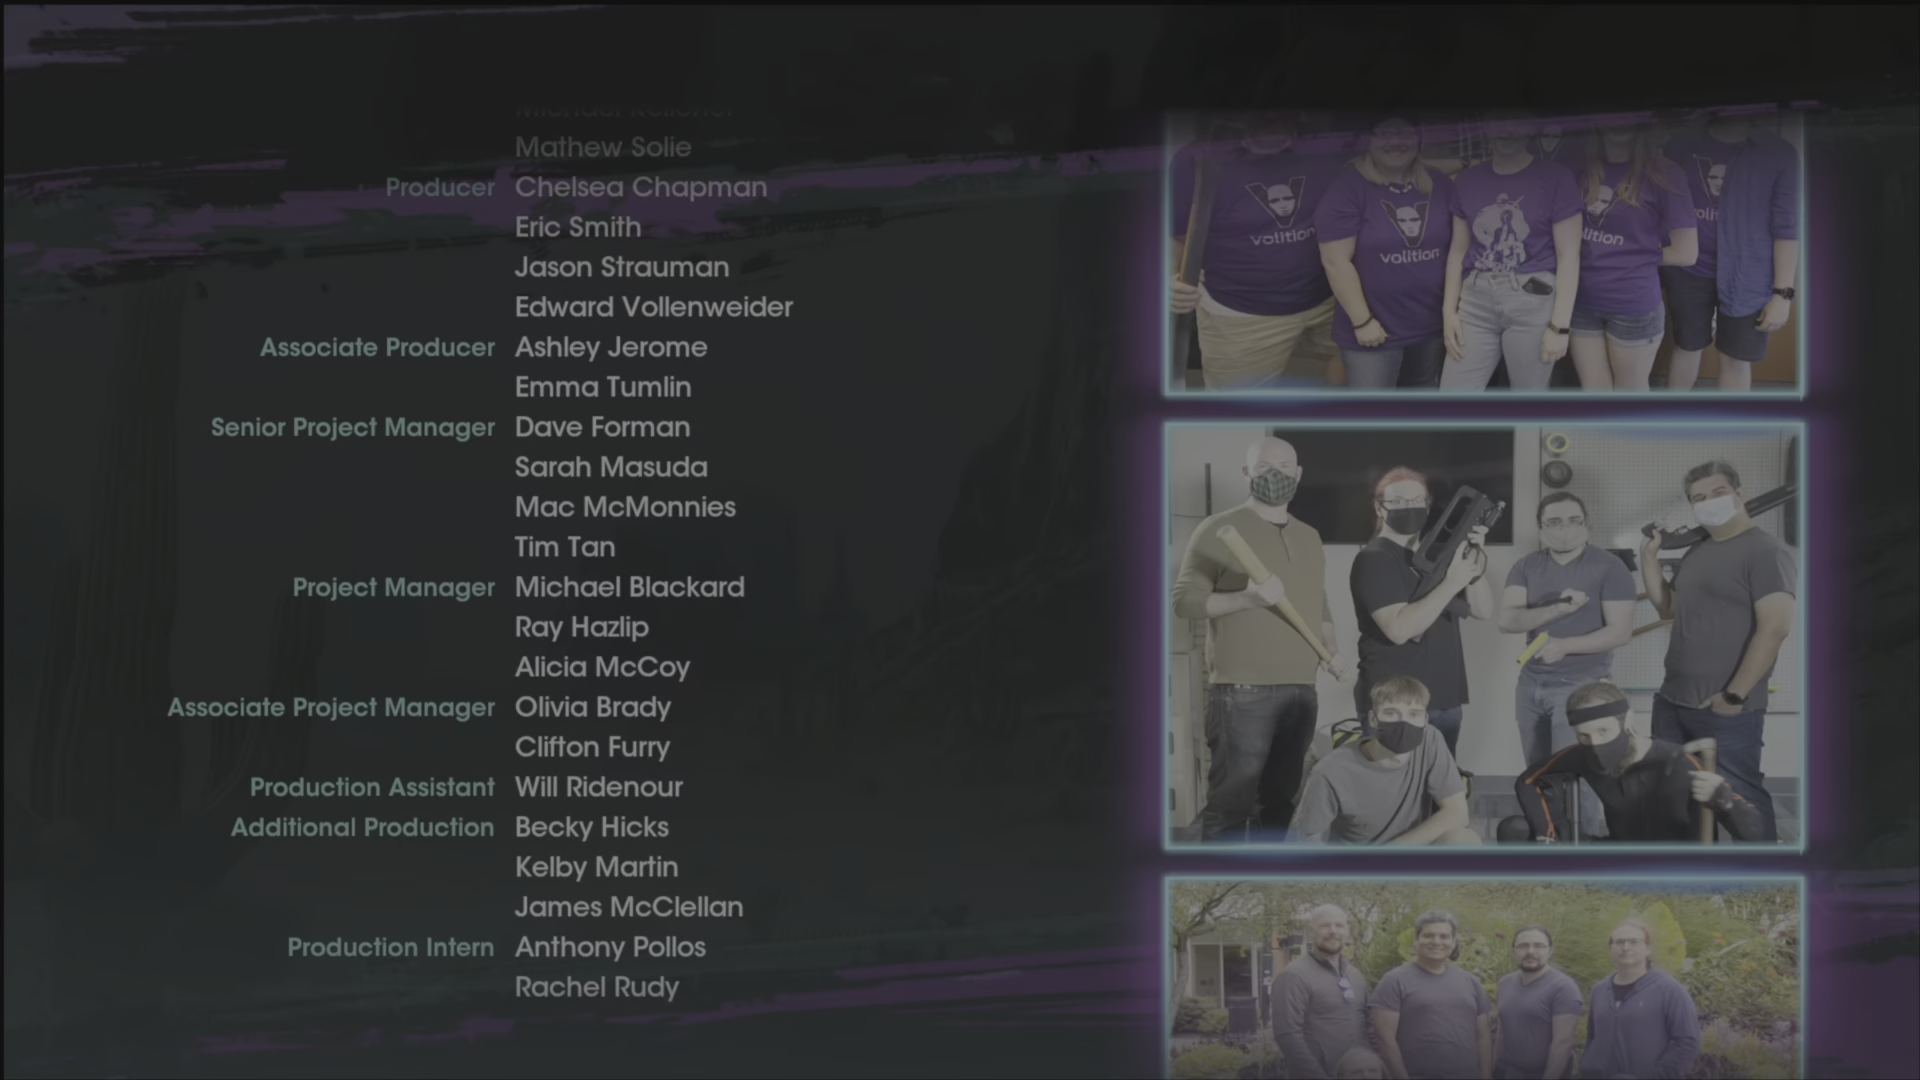 Mathew Solie
Producer Chelsea Chapman
Eric Smith
Jason Strauman
Edward Vollenweider
Associate Producer Ashley Jerome
Emma Tumlin
Senior Project Manager Dave Forman
Sarah Masuda
Mac McMonnies
Tim Tan
Project Manager Michael Blackard
Ray Hazlip
Alicia McCoy
Associate Project Manager Olivia Brady
Clifton Furry
Production Assistant Will Ridenour
Additional Production Becky Hicks
Kelby Martin
James McClellan
Production Intern Anthony Pollos
Rachel Rudy
volition
volition